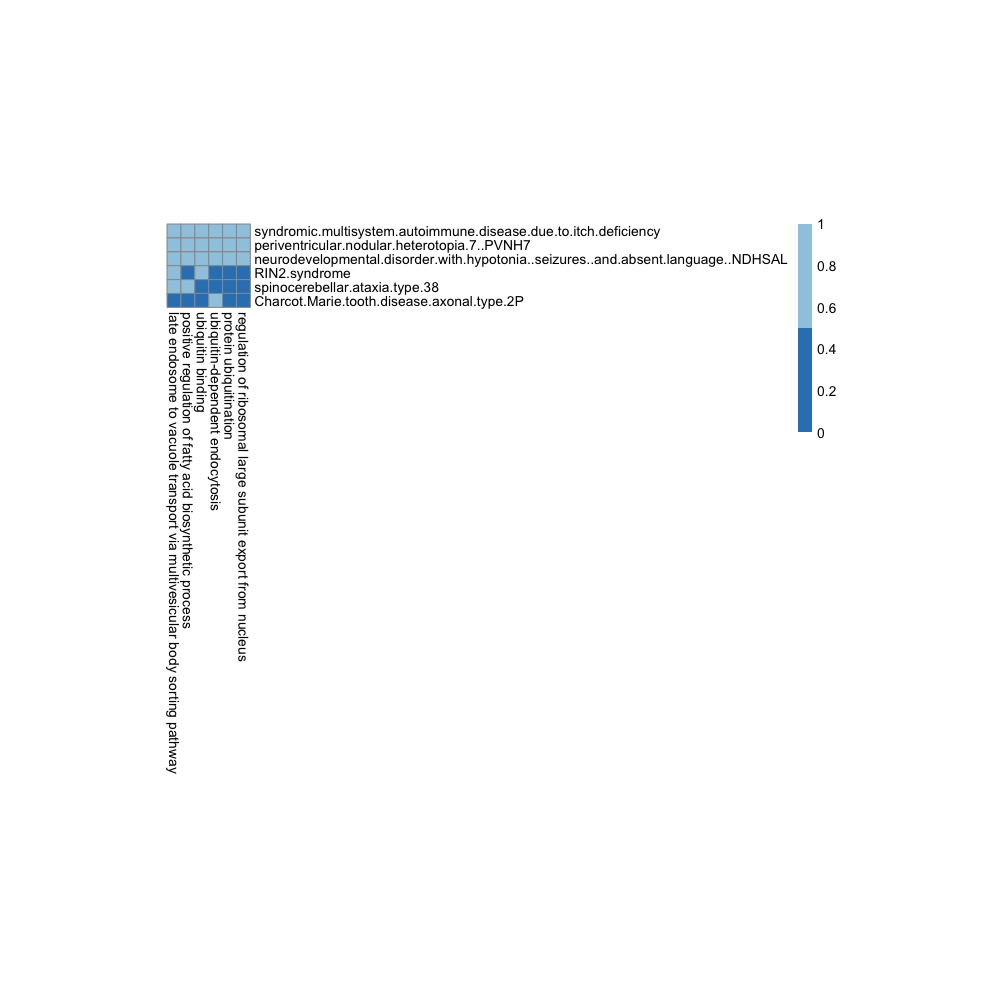 syndromic.multisystem.autoimmune.disease.due.to.itch.deficiency
periventricular.nodular.heterotopia.7..PVNH7
neurodevelopmental.disorder.with.hypotonia..seizures..and.absent.language..NDHSAL
RIN2.syndrome
spinocerebellar.ataxia.type.38
Charcot.Marie.tooth.disease.axonal.type.2P
late endosome to vacuole transport via multivesicular body sorting pathway
positive regulation of fatty acid biosynthetic process
ubiquitin binding
ubiquitin-dependent endocytosis
protein ubiquitination
regulation of ribosomal large subunit export from nucleus
1
0.8
0.6
0.4
0.2
0